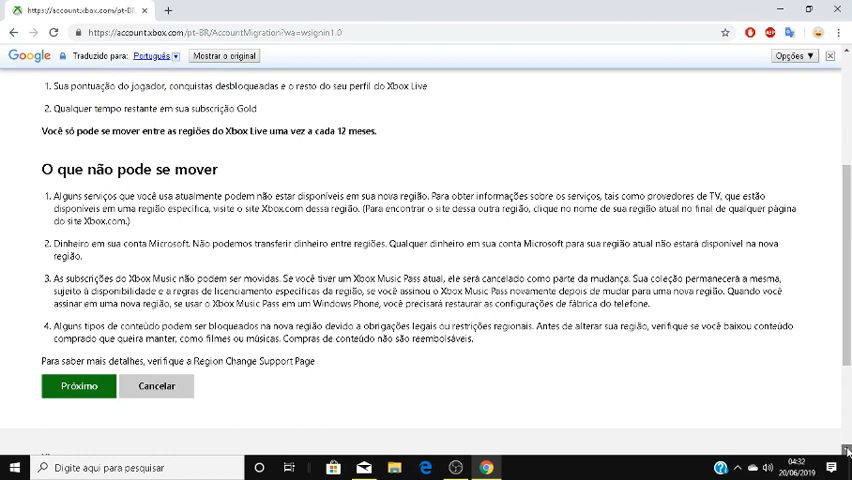 https://account.xbox.com/pt-BR/
https://account.xbox.com/pt-BR/AccountMigration?wa=wsignin1.0
Google Traduzido para: Português Mostrar o original Opções
1. Sua pontuação do jogador, conquistas desbloqueadas e o resto do seu perfil do Xbox Live
2. Qualquer tempo restante em sua subscrição Gold
Você só pode se mover entre as regiões do Xbox Live uma vez a cada 12 meses.
O que não pode se mover
1. Alguns serviços que você usa atualmente podem não estar disponíveis em sua nova região. Para obter informações sobre os serviços, tais como provedores de TV, que estão
disponíveis em uma região específica, visite o site Xbox.com dessa região. (Para encontrar o site dessa outra região, clique no nome de sua região atual no final de qualquer página
do site Xbox.com.)
2. Dinheiro em sua conta Microsoft. Não podemos transferir dinheiro entre regiões. Qualquer dinheiro em sua conta Microsoft para sua região atual não estará disponível na nova
região.
3. As subscrições do Xbox Music não podem ser movidas. Se você tiver um Xbox Music Pass atual, ele será cancelado como parte da mudança. Sua coleção permanecerá a mesma,
sujeito à disponibilidade e a regras de licenciamento específicas da região, se você assinou o Xbox Music Pass novamente depois de mudar para uma nova região. Quando você
assinar em uma nova região, se usar o Xbox Music Pass em um Windows Phone, você precisará restaurar as configurações de fábrica do telefone.
4. Alguns tipos de conteúdo podem ser bloqueados na nova região devido a obrigações legais ou restrições regionais. Antes de alterar sua região, verifique se você baixou conteúdo
comprado que queira manter, como filmes ou músicas. Compras de conteúdo não são reembolsáveis.
Para saber mais detalhes, verifique a Region Change Support Page
Próximo Cancelar
Digite aqui para pesquisar
04:32
20/06/2019